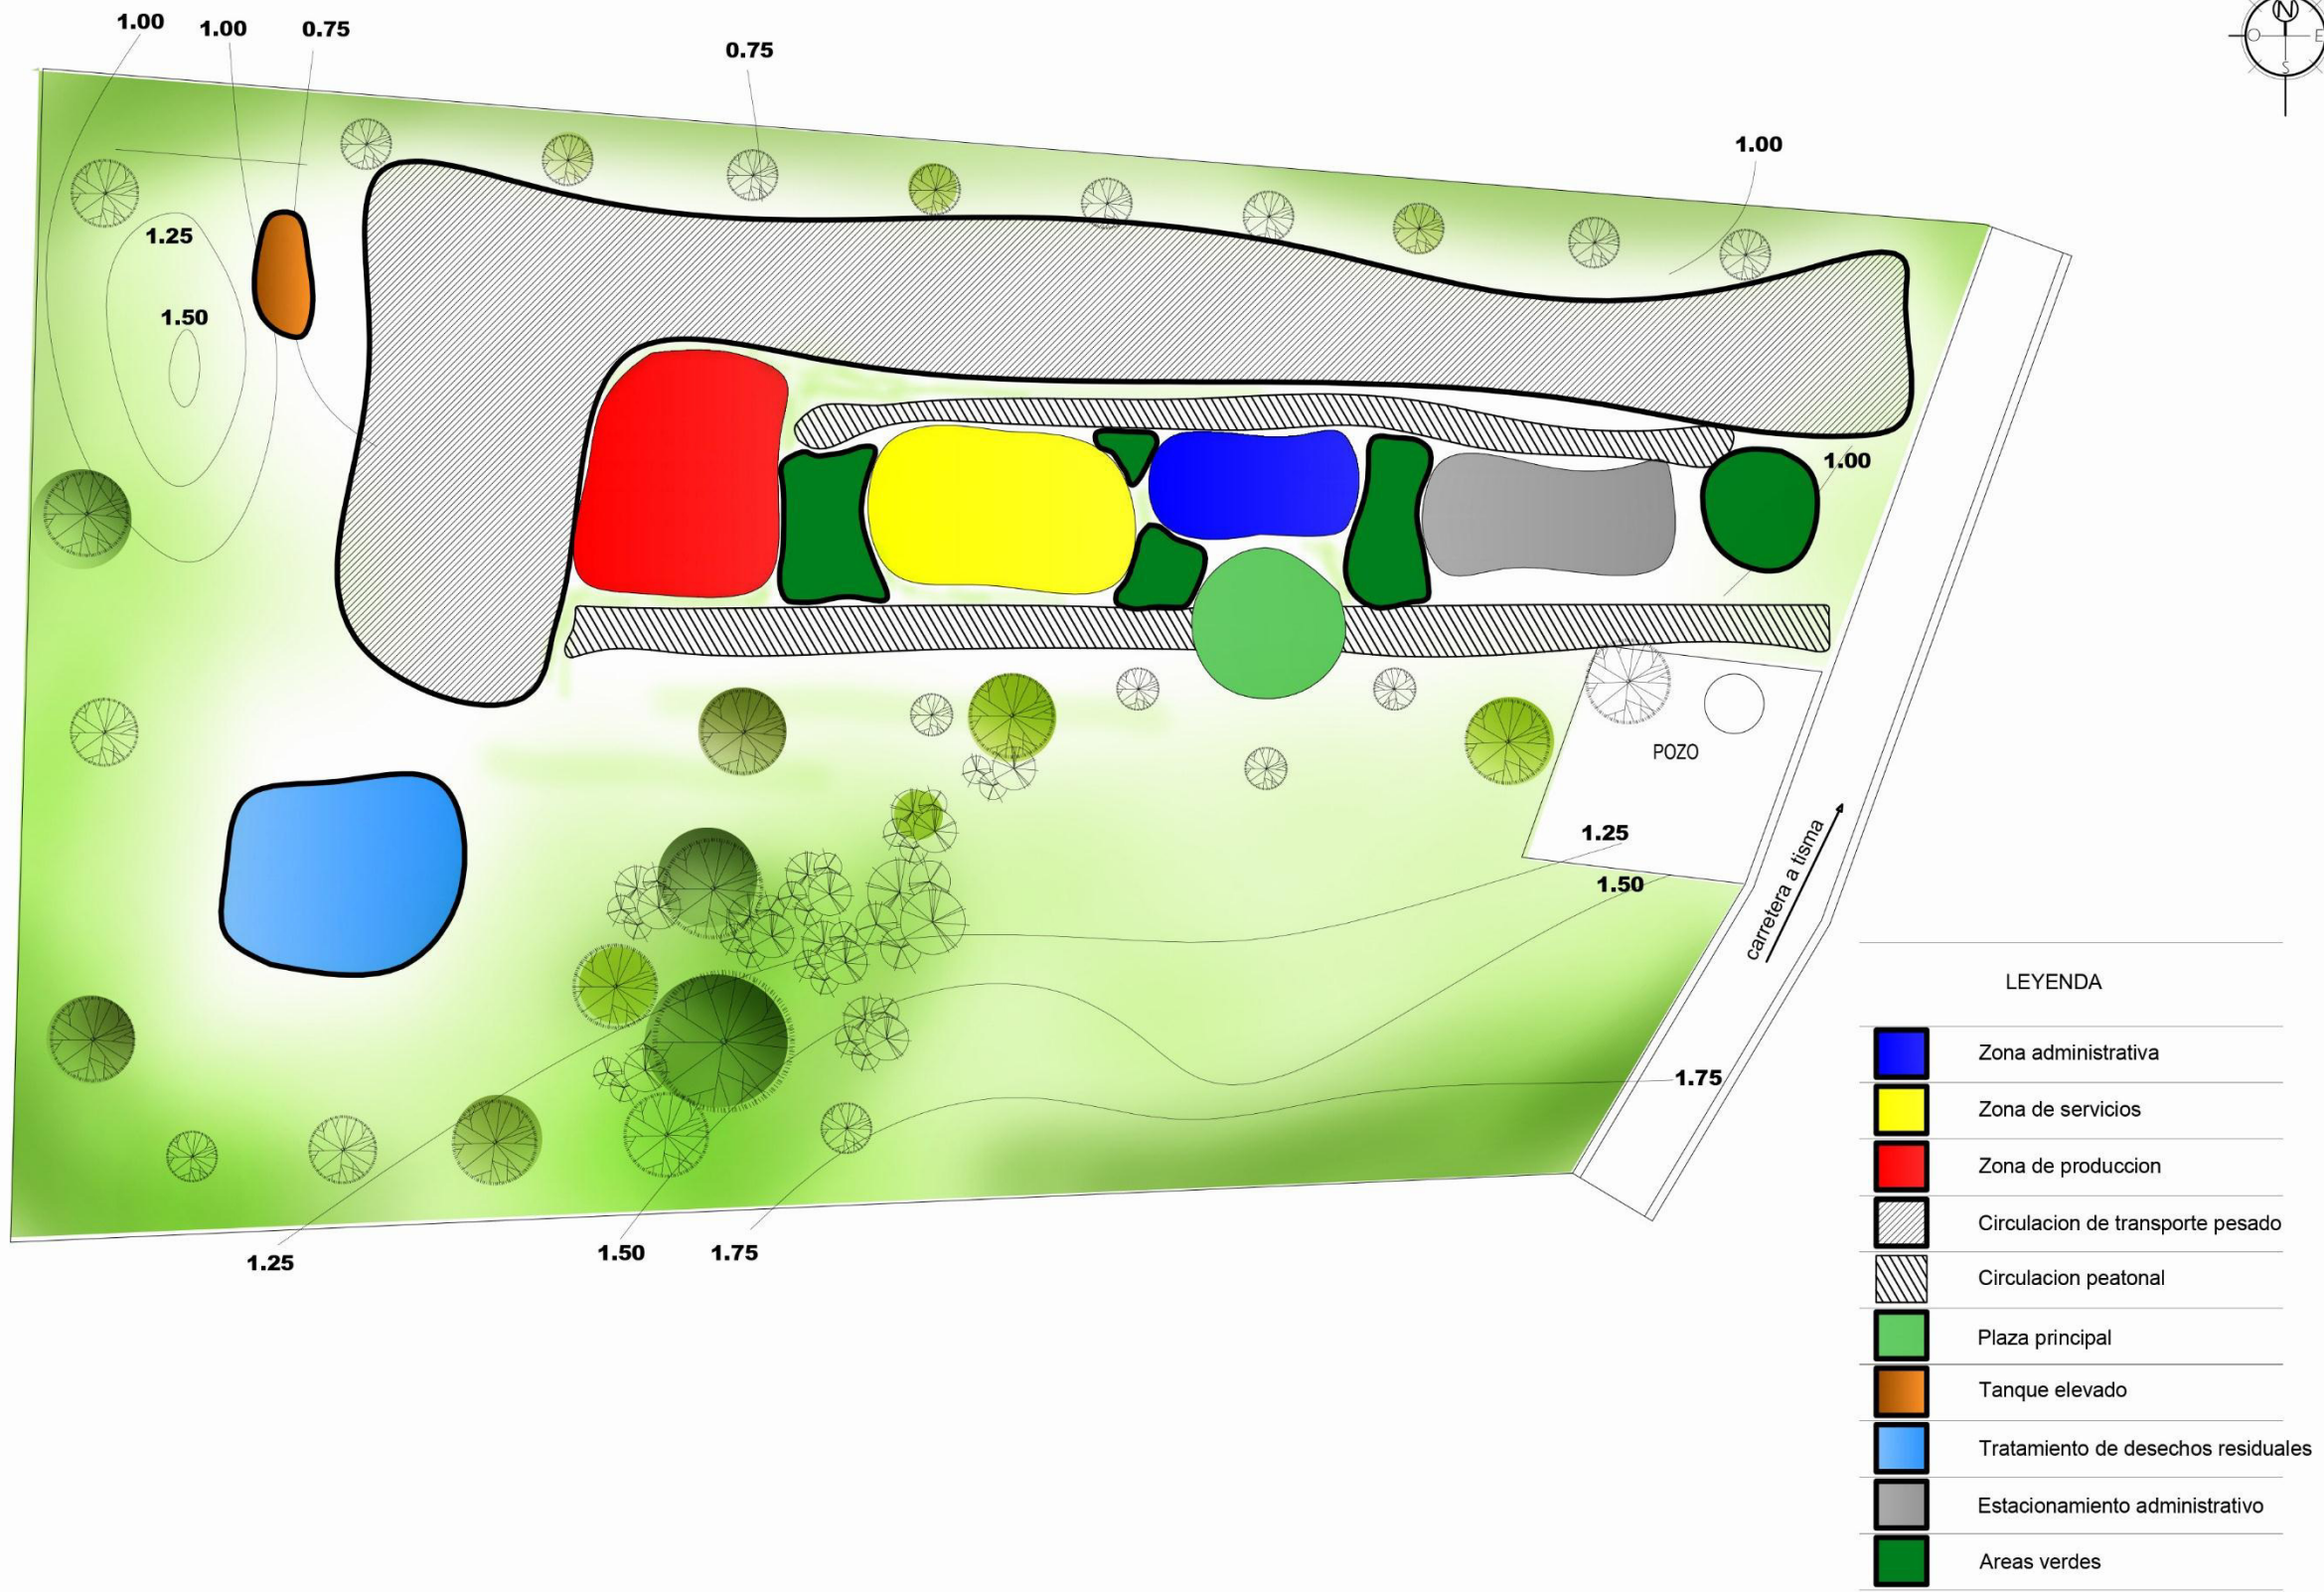 1.00
1.00
0.75
0.75
N
O
E
S
1.00
1.25
1.50
1.00
POZO
1.25
1.50
carretera a tisma
1.75
1.25
1.50
1.75
LEYENDA
Zona administrativa
Zona de servicios
Zona de produccion
Circulacion de transporte pesado
Circulacion peatonal
Plaza principal
Tanque elevado
Tratamiento de desechos residuales
Estacionamiento administrativo
Areas verdes